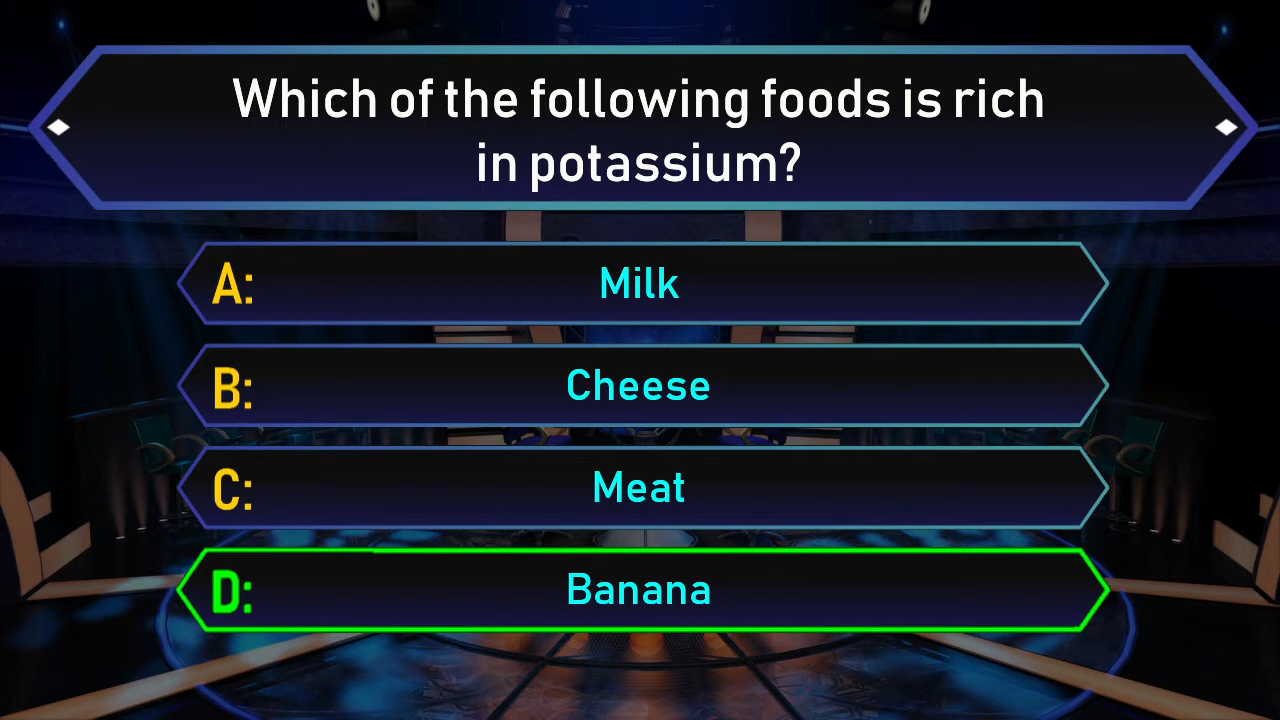 Which of the following foods is rich
in potassium?
A: Milk
B: Cheese
C: Meat
D: Banana